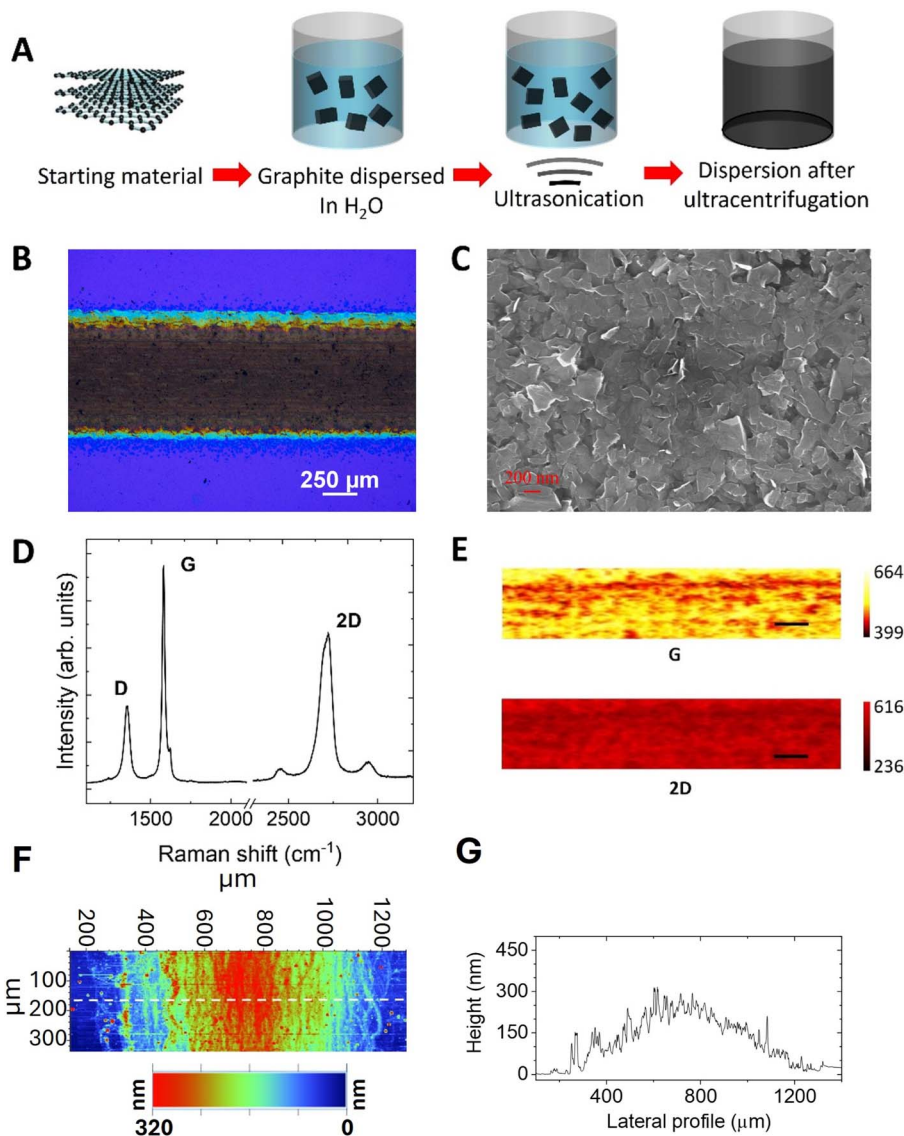 A
Starting material
Graphite dispersed
In H₂O
Ultrasonication
Dispersion after
ultracentrifugation
B
250 µm
C
200 nm
D
Intensity (arb. units)
D
G
2D
1500 2000 2500 3000
Raman shift (cm⁻¹)
E
664
399
G
616
236
2D
F
µm
200 400 600 800 1000 1200
µm
100
200
300
nm
320
nm
0
G
Height (nm)
450
300
150
0
400 800 1200
Lateral profile (µm)